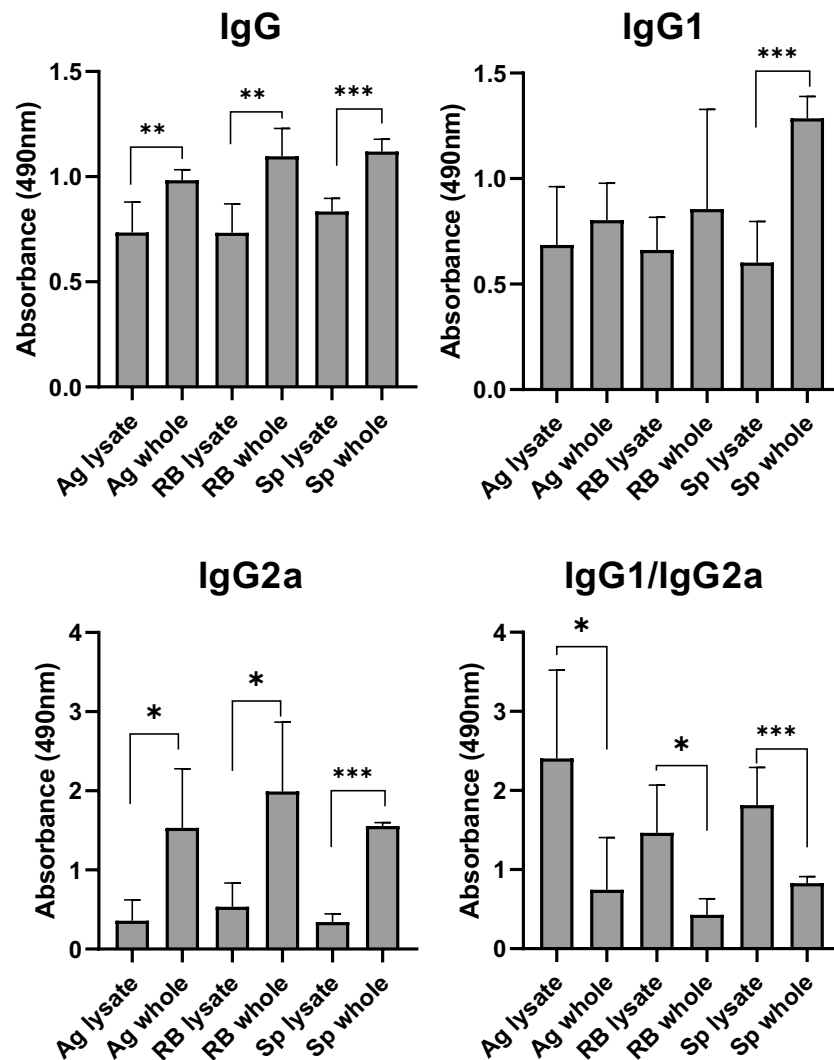 IgG
Absorbance (490nm)
1.5
1.0
0.5
0.0
**
**
***
Ag lysate
Ag whole
RB lysate
RB whole
Sp lysate
Sp whole
IgG1
Absorbance (490nm)
1.5
1.0
0.5
0.0
***
Ag lysate
Ag whole
RB lysate
RB whole
Sp lysate
Sp whole
IgG2a
Absorbance (490nm)
4
3
2
1
0
*
*
***
Ag lysate
Ag whole
RB lysate
RB whole
Sp lysate
Sp whole
IgG1/IgG2a
Absorbance (490nm)
4
3
2
1
0
*
*
***
Ag lysate
Ag whole
RB lysate
RB whole
Sp lysate
Sp whole